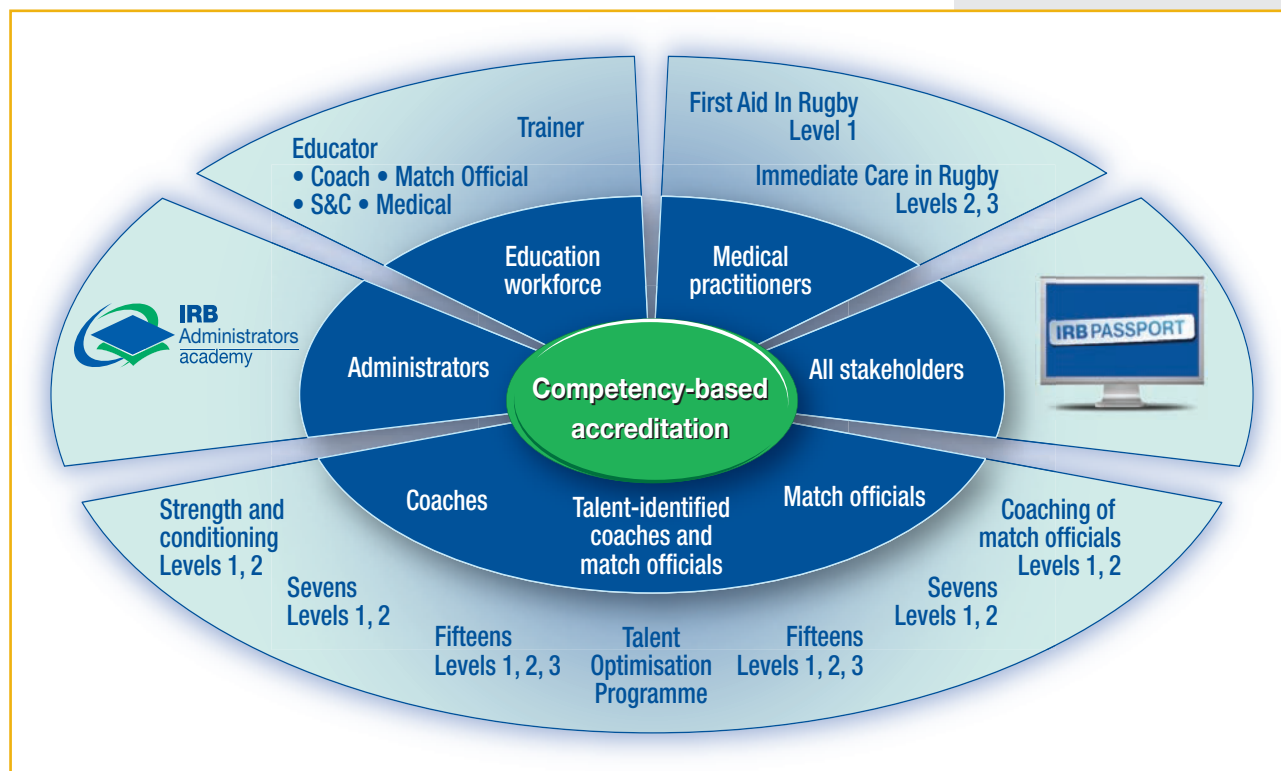 Trainer
Educator
• Coach • Match Official
• S&C • Medical
First Aid In Rugby
Level 1
Immediate Care in Rugby
Levels 2, 3
Education
workforce
Medical
practitioners
IRB
Administrators
academy
Administrators
Competency-based
accreditation
All stakeholders
IRB PASSPORT
Coaches
Talent-identified
coaches and
match officials
Match officials
Strength and
conditioning
Levels 1, 2
Sevens
Levels 1, 2
Fifteens
Levels 1, 2, 3
Talent
Optimisation
Programme
Fifteens
Levels 1, 2, 3
Sevens
Levels 1, 2
Coaching of
match officials
Levels 1, 2